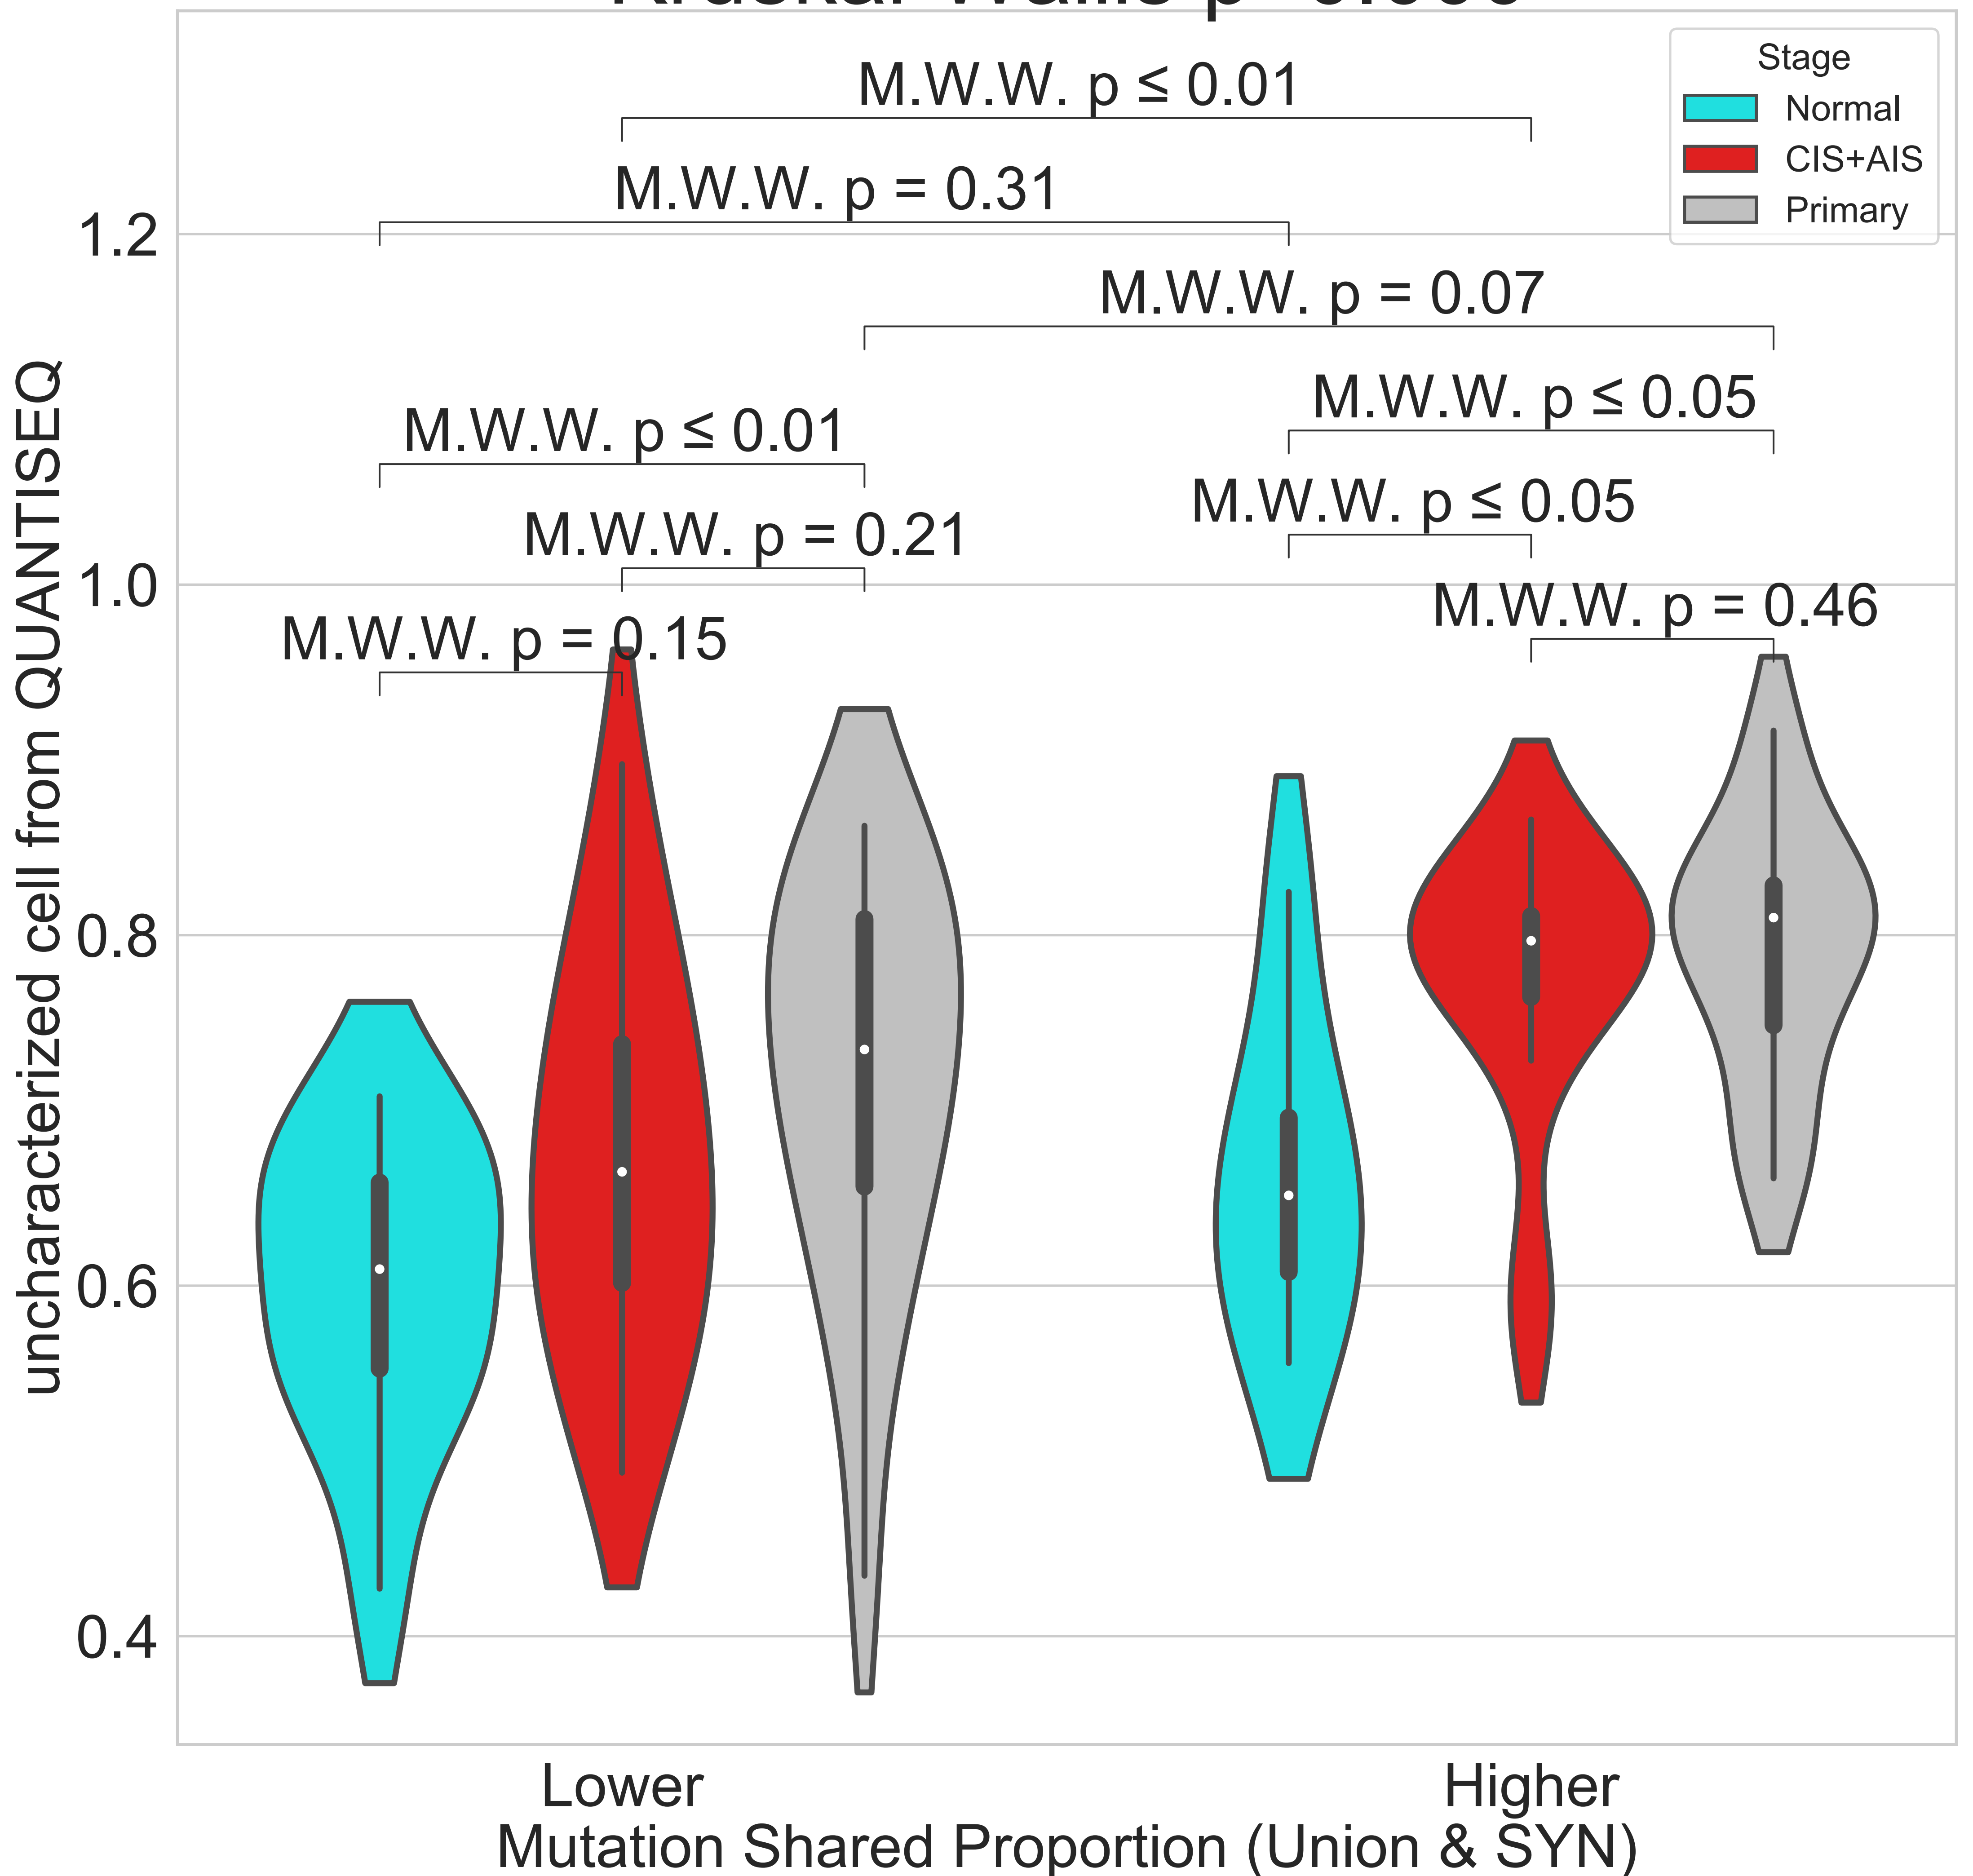 Stage
Normal
CIS+AIS
Primary
M.W.W. p ≤ 0.01
M.W.W. p = 0.31
M.W.W. p = 0.07
M.W.W. p ≤ 0.05
M.W.W. p ≤ 0.01
M.W.W. p ≤ 0.05
M.W.W. p = 0.21
M.W.W. p = 0.46
M.W.W. p = 0.15
1.2
1.0
0.8
0.6
0.4
uncharacterized cell from QUANTISEQ
Lower
Higher
Mutation Shared Proportion (Union & SYN)